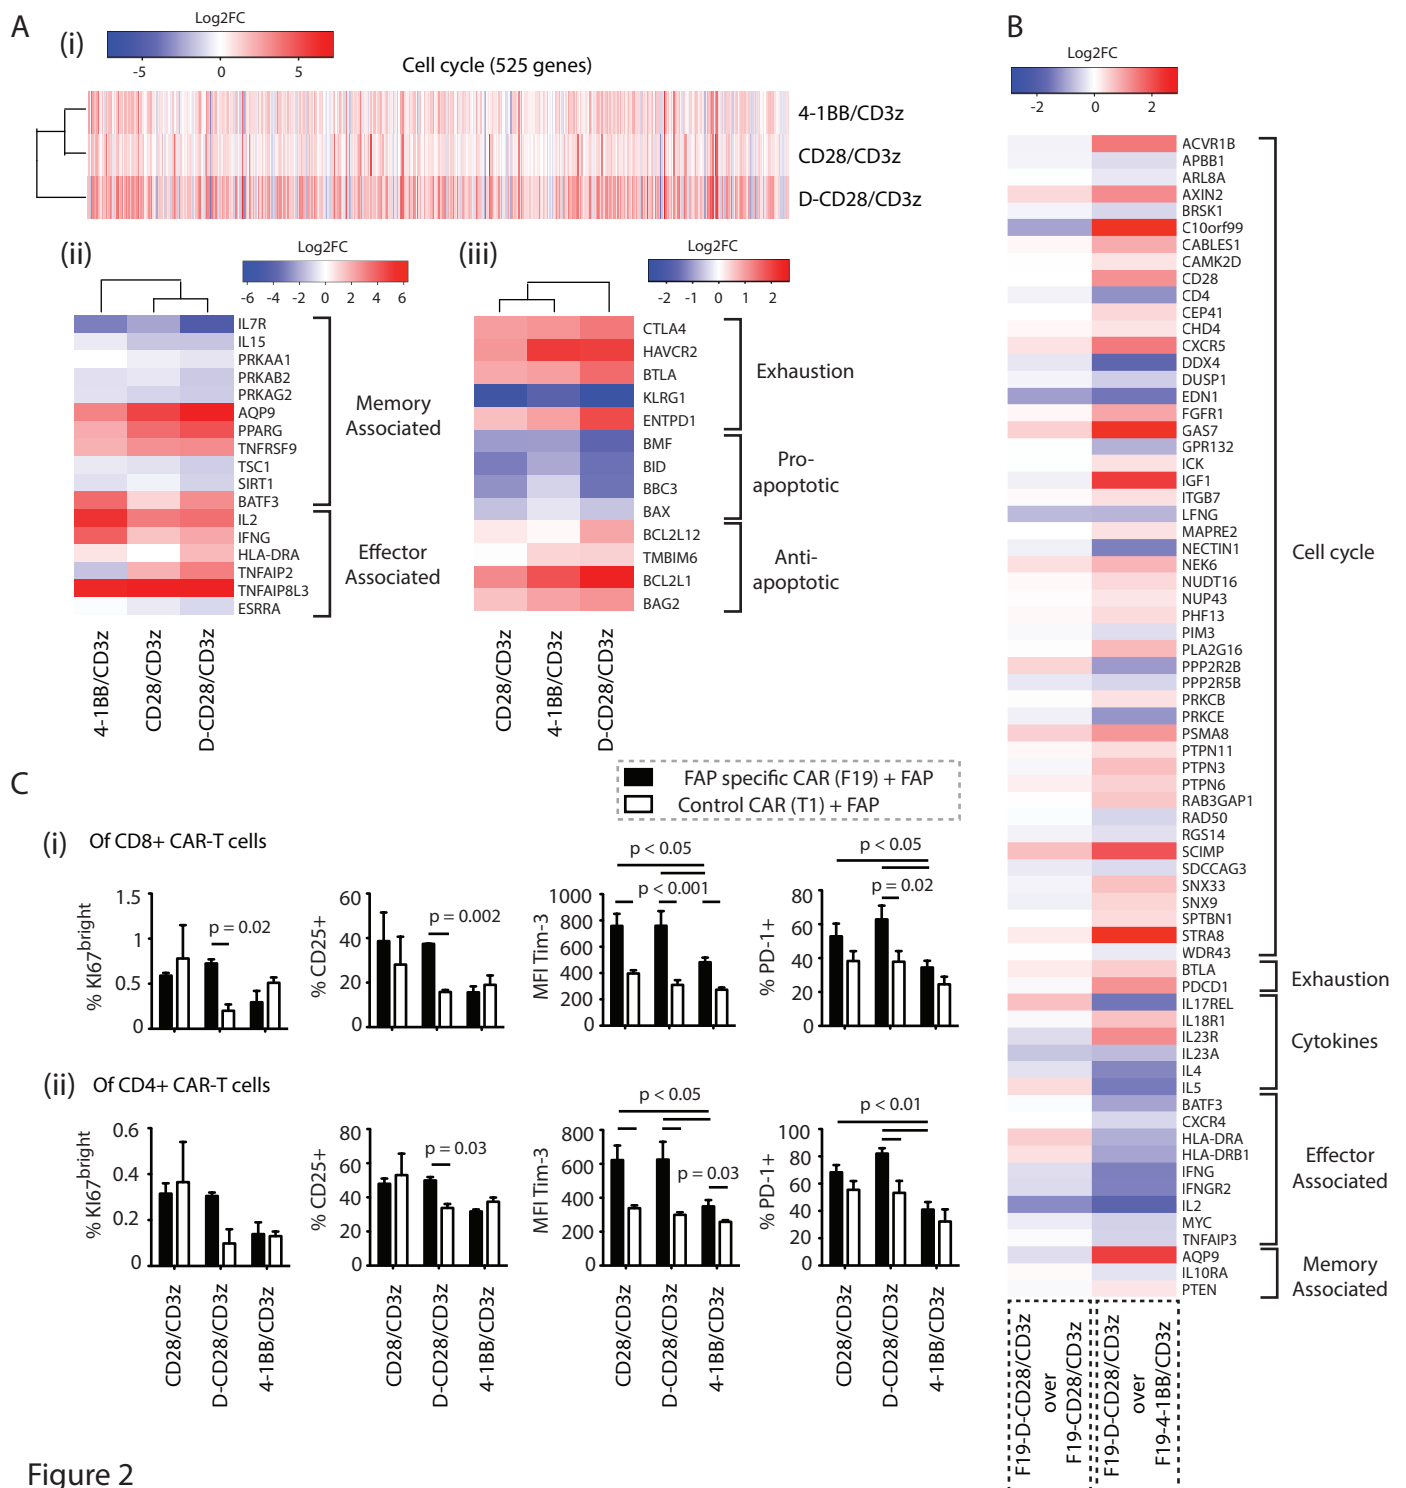 A
(i)
Log2FC
-5
0
5
Cell cycle (525 genes)
4-1BB/CD3z
CD28/CD3z
D-CD28/CD3z
(ii)
Log2FC
-6 -4 -2 0 2 4 6
IL7R
IL15
PRKAA1
PRKAB2
PRKAG2
AQP9
PPARG
TNFRSF9
TSC1
SIRT1
BATF3
IL2
IFNG
HLA-DRA
TNFAIP2
TNFAIP8L3
ESRRA
Memory
Associated
Effector
Associated
4-1BB/CD3z
CD28/CD3z
D-CD28/CD3z
(iii)
Log2FC
-2 -1 0 1 2
CTLA4
HAVCR2
BTLA
KLRG1
ENTPD1
BMF
BID
BBC3
BAX
BCL2L12
TMBIM6
BCL2L1
BAG2
Exhaustion
Pro-
apoptotic
Anti-
apoptotic
CD28/CD3z
4-1BB/CD3z
D-CD28/CD3z
B
Log2FC
-2 0 2
ACVR1B
APBB1
ARL8A
AXIN2
BRSK1
C10orf99
CABLES1
CAMK2D
CD28
CD4
CEP41
CHD4
CXCR5
DDX4
DUSP1
EDN1
FGFR1
GAS7
GPR132
ICK
IGF1
ITGB7
LFNG
MAPRE2
NECTIN1
NEK6
NUDT16
NUP43
PHF13
PIM3
PLA2G16
PPP2R2B
PPP2R5B
PRKCB
PRKCE
PSMA8
PTPN11
PTPN3
PTPN6
RAB3GAP1
RAD50
RGS14
SCIMP
SDCCAG3
SNX33
SNX9
SPTBN1
STRA8
WDR43
BTLA
PDCD1
IL17REL
IL18R1
IL23R
IL23A
IL4
IL5
BATF3
CXCR4
HLA-DRA
HLA-DRB1
IFNG
IFNGR2
IL2
MYC
TNFAIP3
AQP9
IL10RA
PTEN
Cell cycle
Exhaustion
Cytokines
Effector
Associated
Memory
Associated
F19-D-CD28/CD3z
over
F19-CD28/CD3z
F19-D-CD28/CD3z
over
F19-4-1BB/CD3z
C
FAP specific CAR (F19) + FAP
Control CAR (T1) + FAP
(i) Of CD8+ CAR-T cells
% KI67bright
1.5
1
0.5
0
p = 0.02
% CD25+
60
40
20
0
p = 0.002
MFI Tim-3
1000
800
600
400
200
0
p < 0.05
p < 0.001
% PD-1+
80
60
40
20
0
p < 0.05
p = 0.02
(ii) Of CD4+ CAR-T cells
% KI67bright
0.6
0.4
0.2
0
CD28/CD3z
D-CD28/CD3z
4-1BB/CD3z
% CD25+
80
60
40
20
0
p = 0.03
CD28/CD3z
D-CD28/CD3z
4-1BB/CD3z
MFI Tim-3
800
600
400
200
0
p < 0.05
p = 0.03
CD28/CD3z
D-CD28/CD3z
4-1BB/CD3z
% PD-1+
100
80
60
40
20
0
p < 0.01
CD28/CD3z
D-CD28/CD3z
4-1BB/CD3z
Figure 2